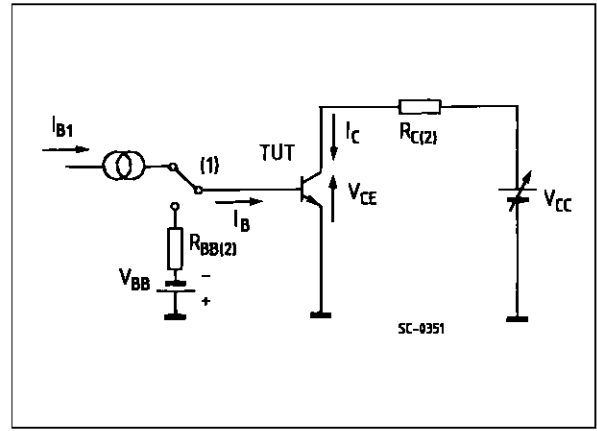 I_B1
(1)
TUT
I_C
R_C(2)
V_CE
V_CC
I_B
R_BB(2)
V_BB
−
+
SC-0351